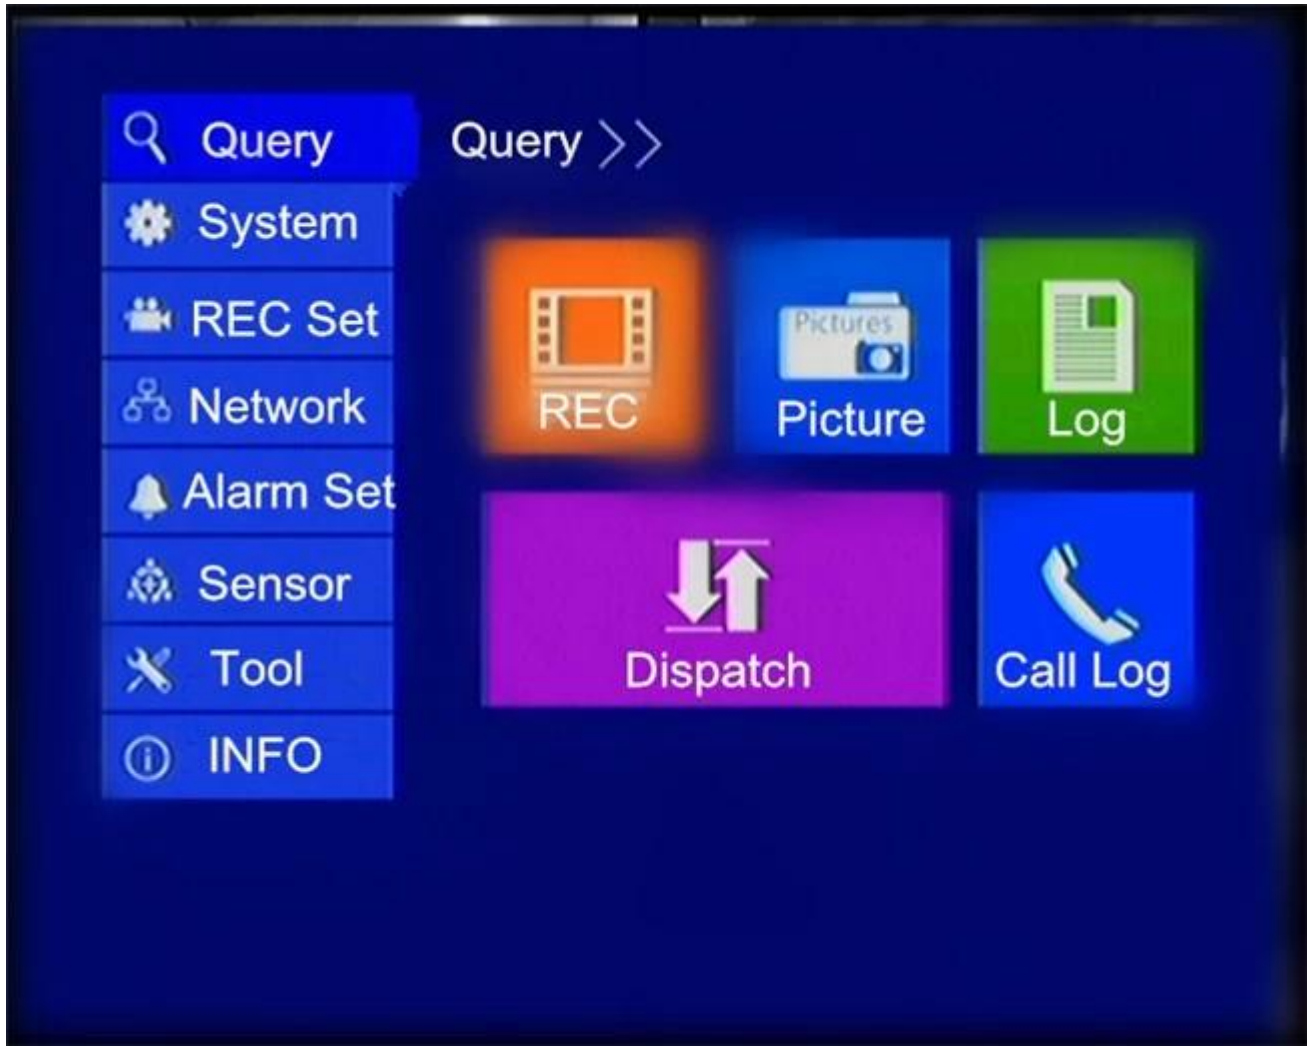 Query
System
REC Set
Network
Alarm Set
Sensor
Tool
INFO
Query >>
REC
Pictures
Picture
Log
Dispatch
Call Log